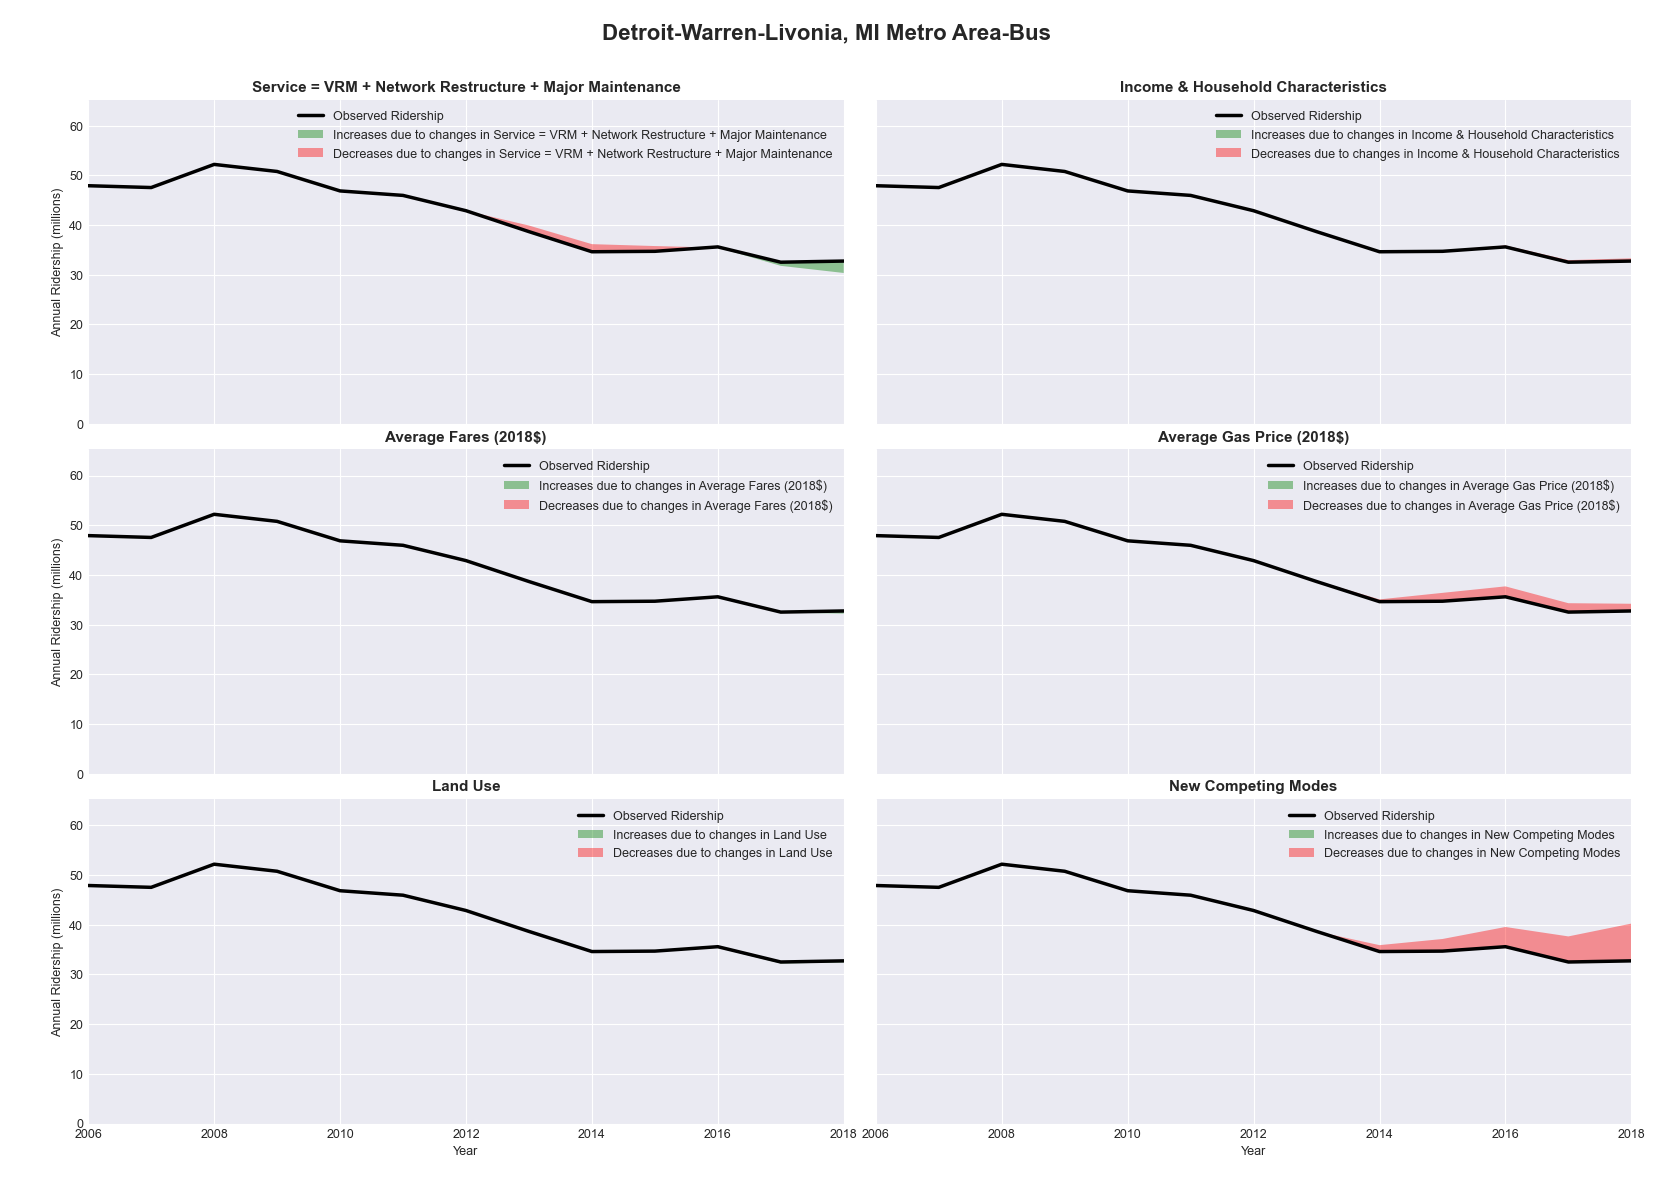 Detroit-Warren-Livonia, MI Metro Area-Bus
Service = VRM + Network Restructure + Major Maintenance
Observed Ridership
Increases due to changes in Service = VRM + Network Restructure + Major Maintenance
Decreases due to changes in Service = VRM + Network Restructure + Major Maintenance
Annual Ridership (millions)
60
50
40
30
20
10
0
Income & Household Characteristics
Observed Ridership
Increases due to changes in Income & Household Characteristics
Decreases due to changes in Income & Household Characteristics
Average Fares (2018$)
Observed Ridership
Increases due to changes in Average Fares (2018$)
Decreases due to changes in Average Fares (2018$)
Annual Ridership (millions)
60
50
40
30
20
10
0
Average Gas Price (2018$)
Observed Ridership
Increases due to changes in Average Gas Price (2018$)
Decreases due to changes in Average Gas Price (2018$)
Land Use
Observed Ridership
Increases due to changes in Land Use
Decreases due to changes in Land Use
Annual Ridership (millions)
60
50
40
30
20
10
0
2006 2008 2010 2012 2014 2016 2018
Year
New Competing Modes
Observed Ridership
Increases due to changes in New Competing Modes
Decreases due to changes in New Competing Modes
2006 2008 2010 2012 2014 2016 2018
Year